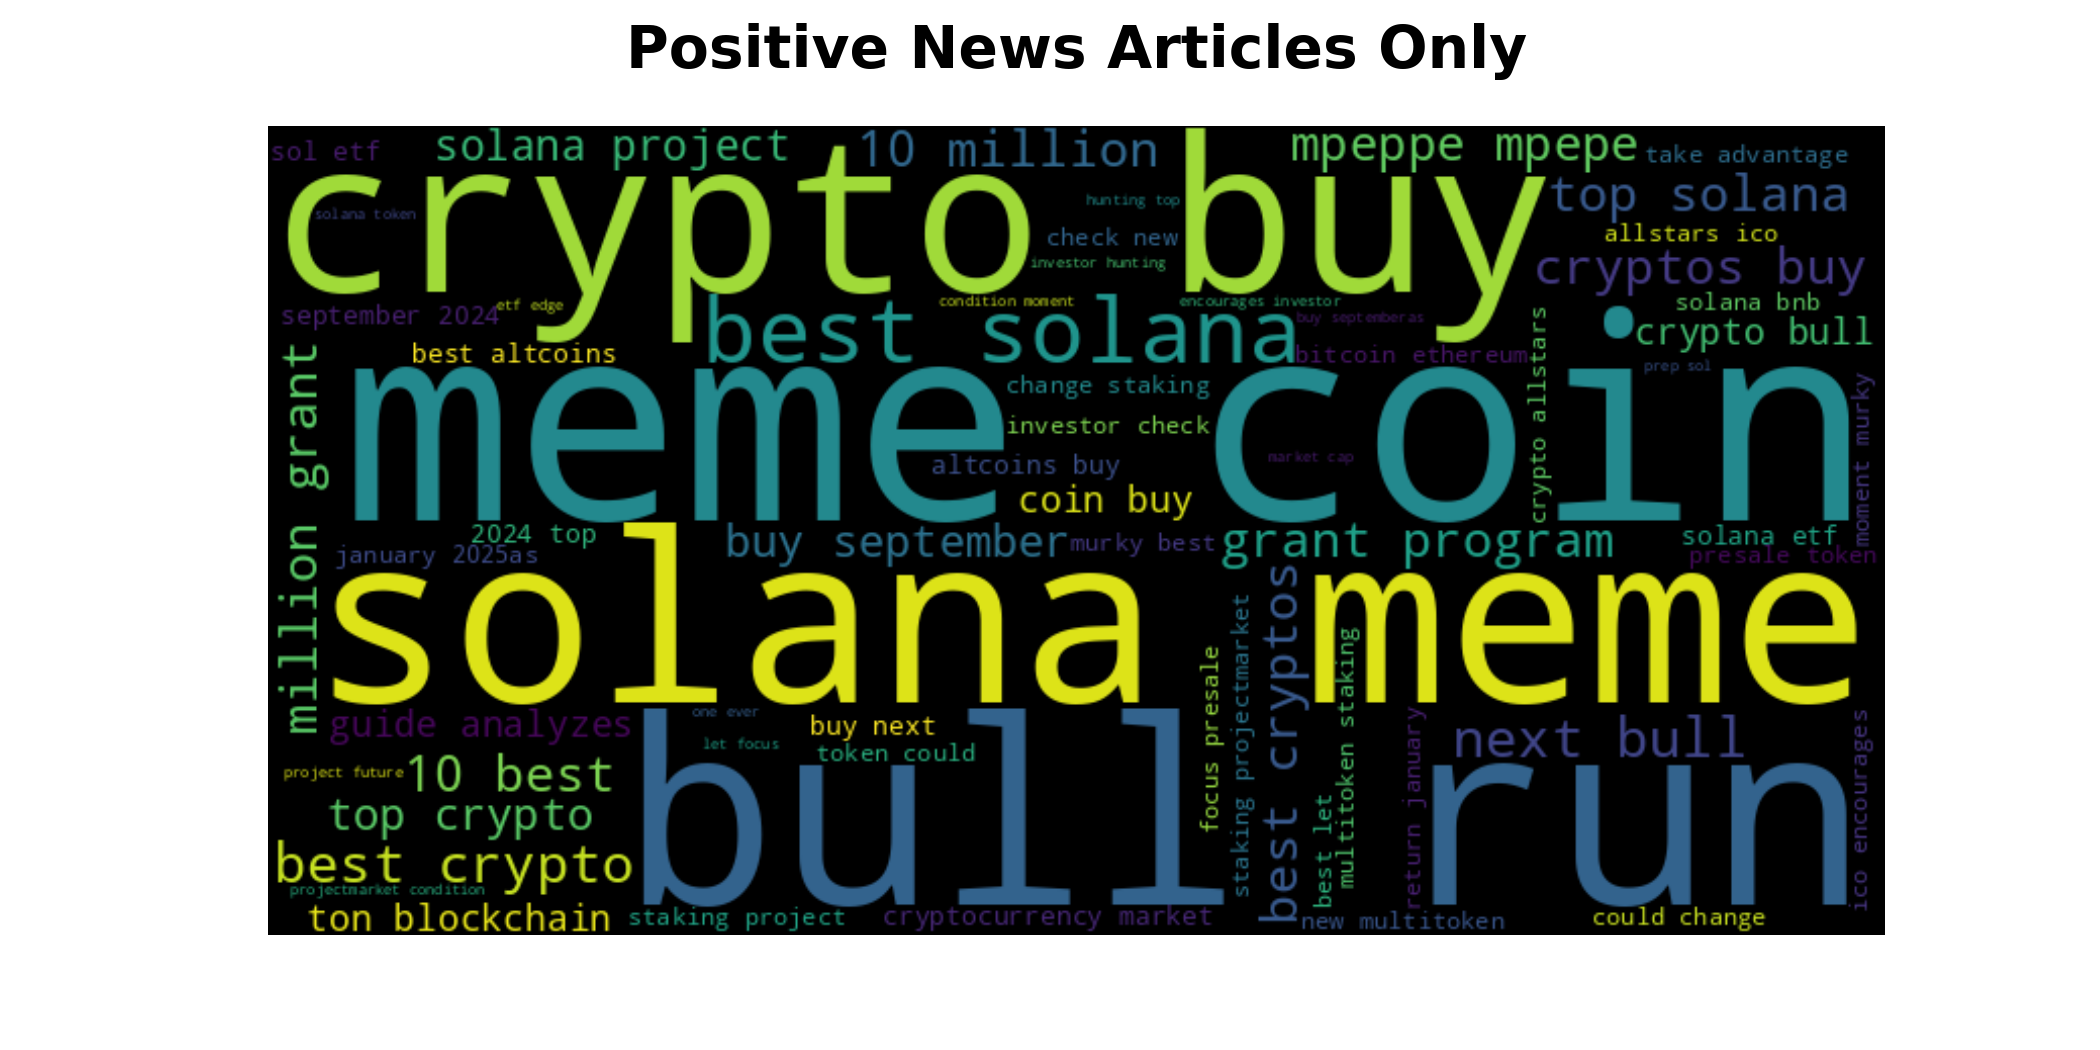 Positive News Articles Only
sol etf
solana project
10 million
mpeppe mpepe
take advantage
crypto buy
solana token
hunting top
top solana
check new
allstars ico
investor hunting
cryptos buy
september 2024
etf edge
condition moment
encourages investor
solana bnb
best solana
buy septemberas
crypto bull
best altcoins
bitcoin ethereum
crypto allstars
prep sol
meme coin
change staking
investor check
moment murky
million grant
altcoins buy
market cap
coin buy
2024 top
january 2025as
buy september
murky best
grant program
solana etf
presale token
solana meme
best cryptos
staking projectmarket
multitoken staking
focus presale
guide analyzes
one ever
buy next
next bull
let focus
token could
bull run
return january
ico encourages
project future
10 best
best let
top crypto
best crypto
projectmarket condition
ton blockchain
staking project
cryptocurrency market
new multitoken
could change